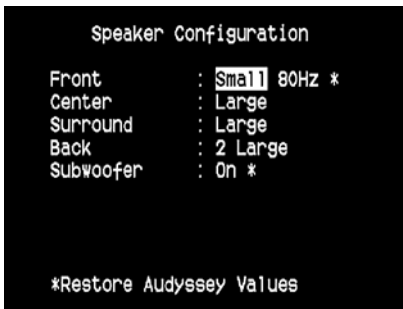 Speaker Configuration
Front : Small 80Hz *
Center : Large
Surround : Large
Back : 2 Large
Subwoofer : On *
*Restore Audyssey Values